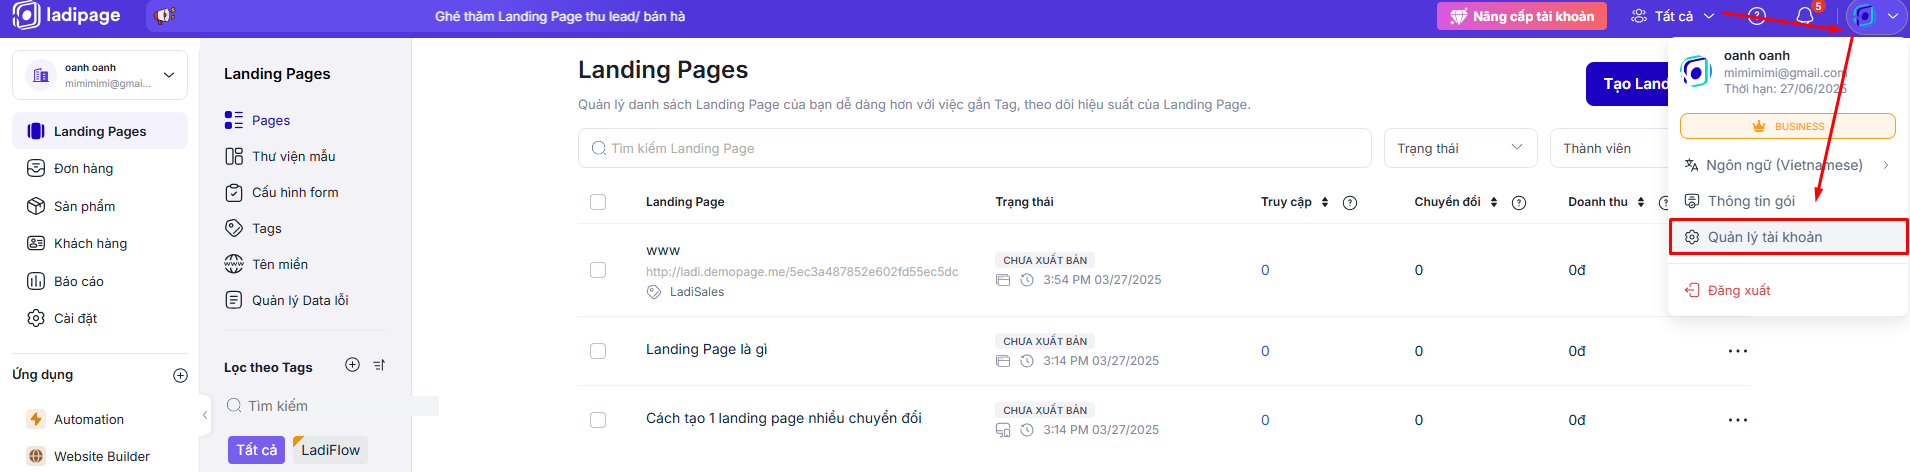 ladipage
Ghé thăm Landing Page thu lead/ bán hà
Nâng cấp tài khoản
Tất cả
5
oanh oanh
mimimimi@gmai...
Landing Pages
Đơn hàng
Sản phẩm
Khách hàng
Báo cáo
Cài đặt
Ứng dụng
Automation
Website Builder
Landing Pages
Pages
Thư viện mẫu
Cấu hình form
Tags
Tên miền
Quản lý Data lỗi
Lọc theo Tags
Tìm kiếm
Tất cả
LadiFlow
Landing Pages
Quản lý danh sách Landing Page của bạn dễ dàng hơn với việc gắn Tag, theo dõi hiệu suất của Landing Page.
Tạo Land
Tìm kiếm Landing Page
Trạng thái
Thành viên
Landing Page
Trạng thái
Truy cập
Chuyển đổi
Doanh thu
www
http://ladi.demopage.me/5ec3a487852e602fd55ec5dc
LadiSales
CHƯA XUẤT BẢN
3:54 PM 03/27/2025
0
0
0đ
Landing Page là gì
CHƯA XUẤT BẢN
3:14 PM 03/27/2025
0
0
0đ
Cách tạo 1 landing page nhiều chuyển đổi
CHƯA XUẤT BẢN
3:14 PM 03/27/2025
0
0
0đ
oanh oanh
mimimimi@gmail.com
Thời hạn: 27/06/2025
BUSINESS
Ngôn ngữ (Vietnamese)
Thông tin gói
Quản lý tài khoản
Đăng xuất